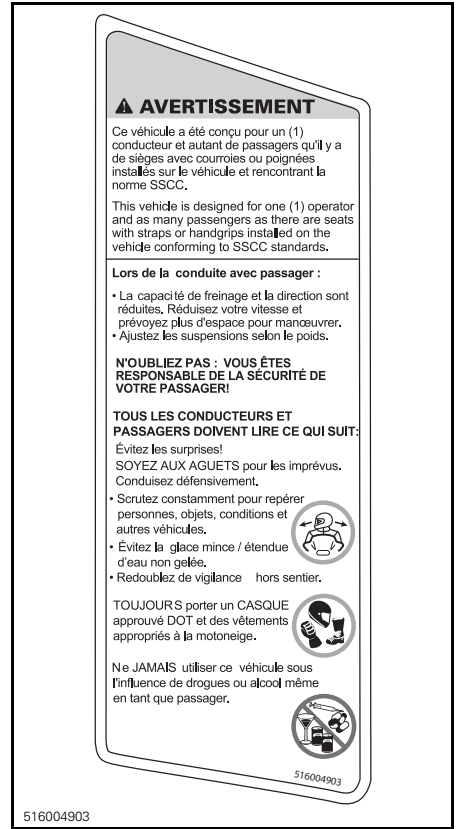 AVERTISSEMENT
Ce véhicule a été conçu pour un (1)
conducteur et autant de passagers qu'il y a
de sièges avec courroies ou poignées
installés sur le véhicule et rencontrant la
norme SSCC.
This vehicle is designed for one (1) operator
and as many passengers as there are seats
with straps or handgrips installed on the
vehicle conforming to SSCC standards.
Lors de la conduite avec passager :
• La capacité de freinage et la direction sont
réduites. Réduisez votre vitesse et
prévoyez plus d'espace pour manœuvrer.
• Ajustez les suspensions selon le poids.
N'OUBLIEZ PAS : VOUS ÊTES
RESPONSABLE DE LA SÉCURITÉ DE
VOTRE PASSAGER!
TOUS LES CONDUCTEURS ET
PASSAGERS DOIVENT LIRE CE QUI SUIT:
Évitez les surprises!
SOYEZ AUX AGUETS pour les imprévus.
Conduisez défensivement.
• Scrutez constamment pour repérer
personnes, objets, conditions et
autres véhicules.
• Évitez la glace mince / étendue
d'eau non gelée.
• Redoublez de vigilance hors sentier.
TOUJOURS porter un CASQUE
approuvé DOT et des vêtements
appropriés à la motoneige.
Ne JAMAIS utiliser ce véhicule sous
l'influence de drogues ou alcool même
en tant que passager.
516004903
516004903